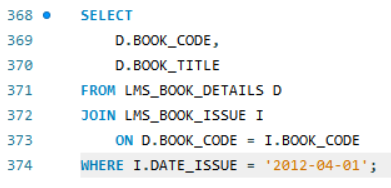 368 SELECT
369 D.BOOK_CODE,
370 D.BOOK_TITLE
371 FROM LMS_BOOK_DETAILS D
372 JOIN LMS_BOOK_ISSUE I
373 ON D.BOOK_CODE = I.BOOK_CODE
374 WHERE I.DATE_ISSUE = '2012-04-01';